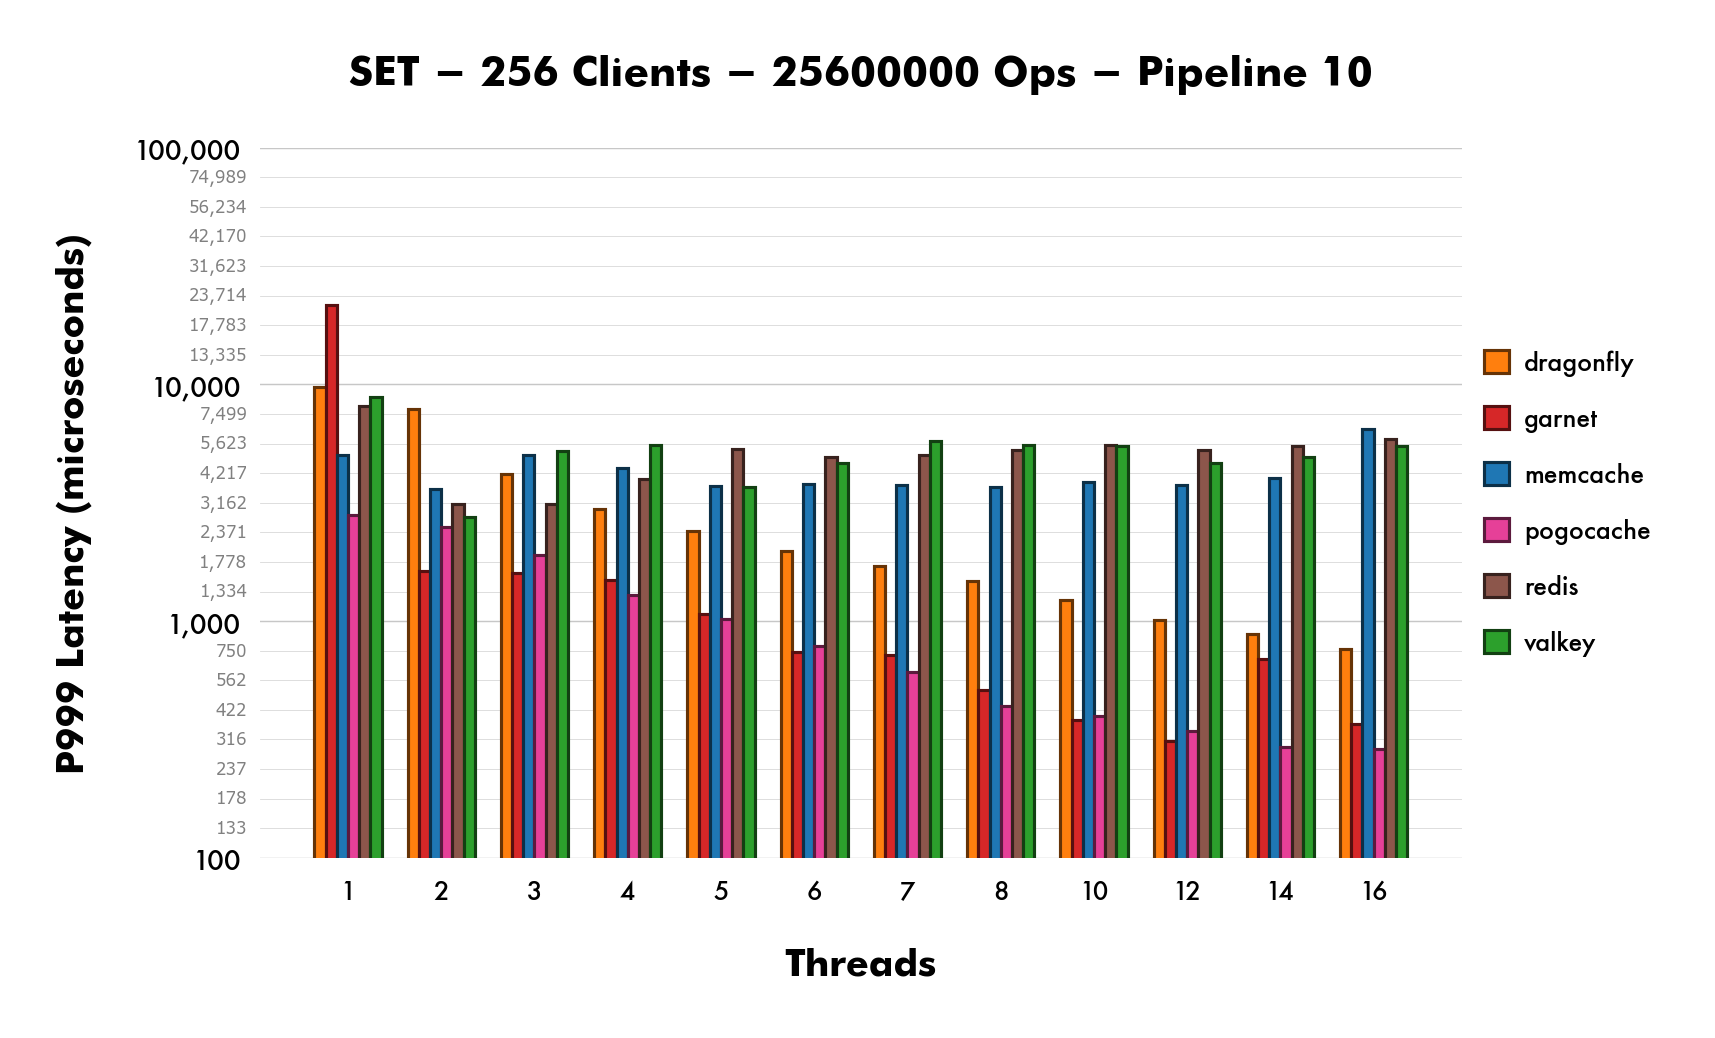 SET – 256 Clients – 25600000 Ops – Pipeline 10
P9999 Latency (microseconds)
100,000
74,989
56,234
42,170
31,623
23,714
17,783
13,335
10,000
7,499
5,623
4,217
3,162
2,371
1,778
1,334
1,000
750
562
422
316
237
178
133
100
1 2 3 4 5 6 7 8 10 12 14 16
Threads
dragonfly
garnet
memcache
pogocache
redis
valkey